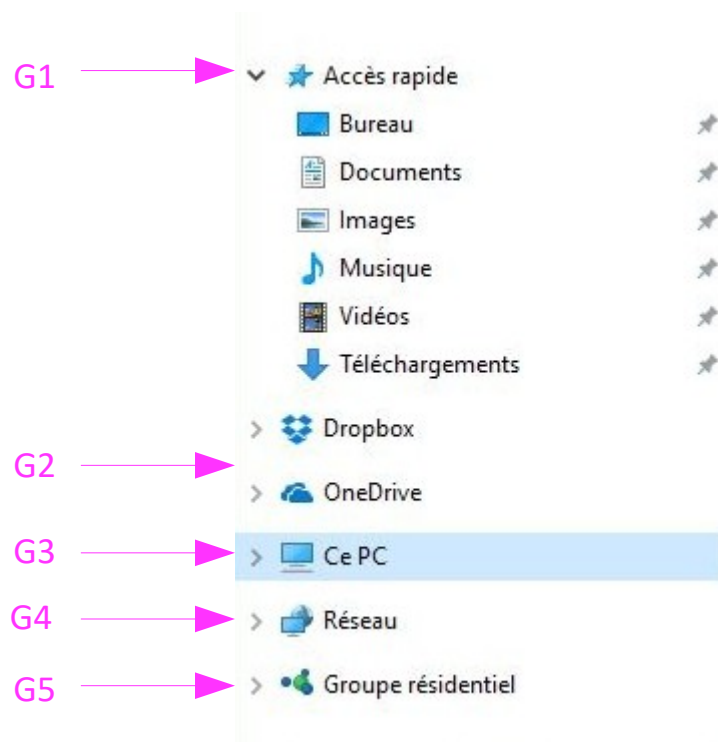 G1 Accès rapide
Bureau
Documents
Images
Musique
Vidéos
Téléchargements
Dropbox
G2
OneDrive
G3 Ce PC
G4 Réseau
G5 Groupe résidentiel